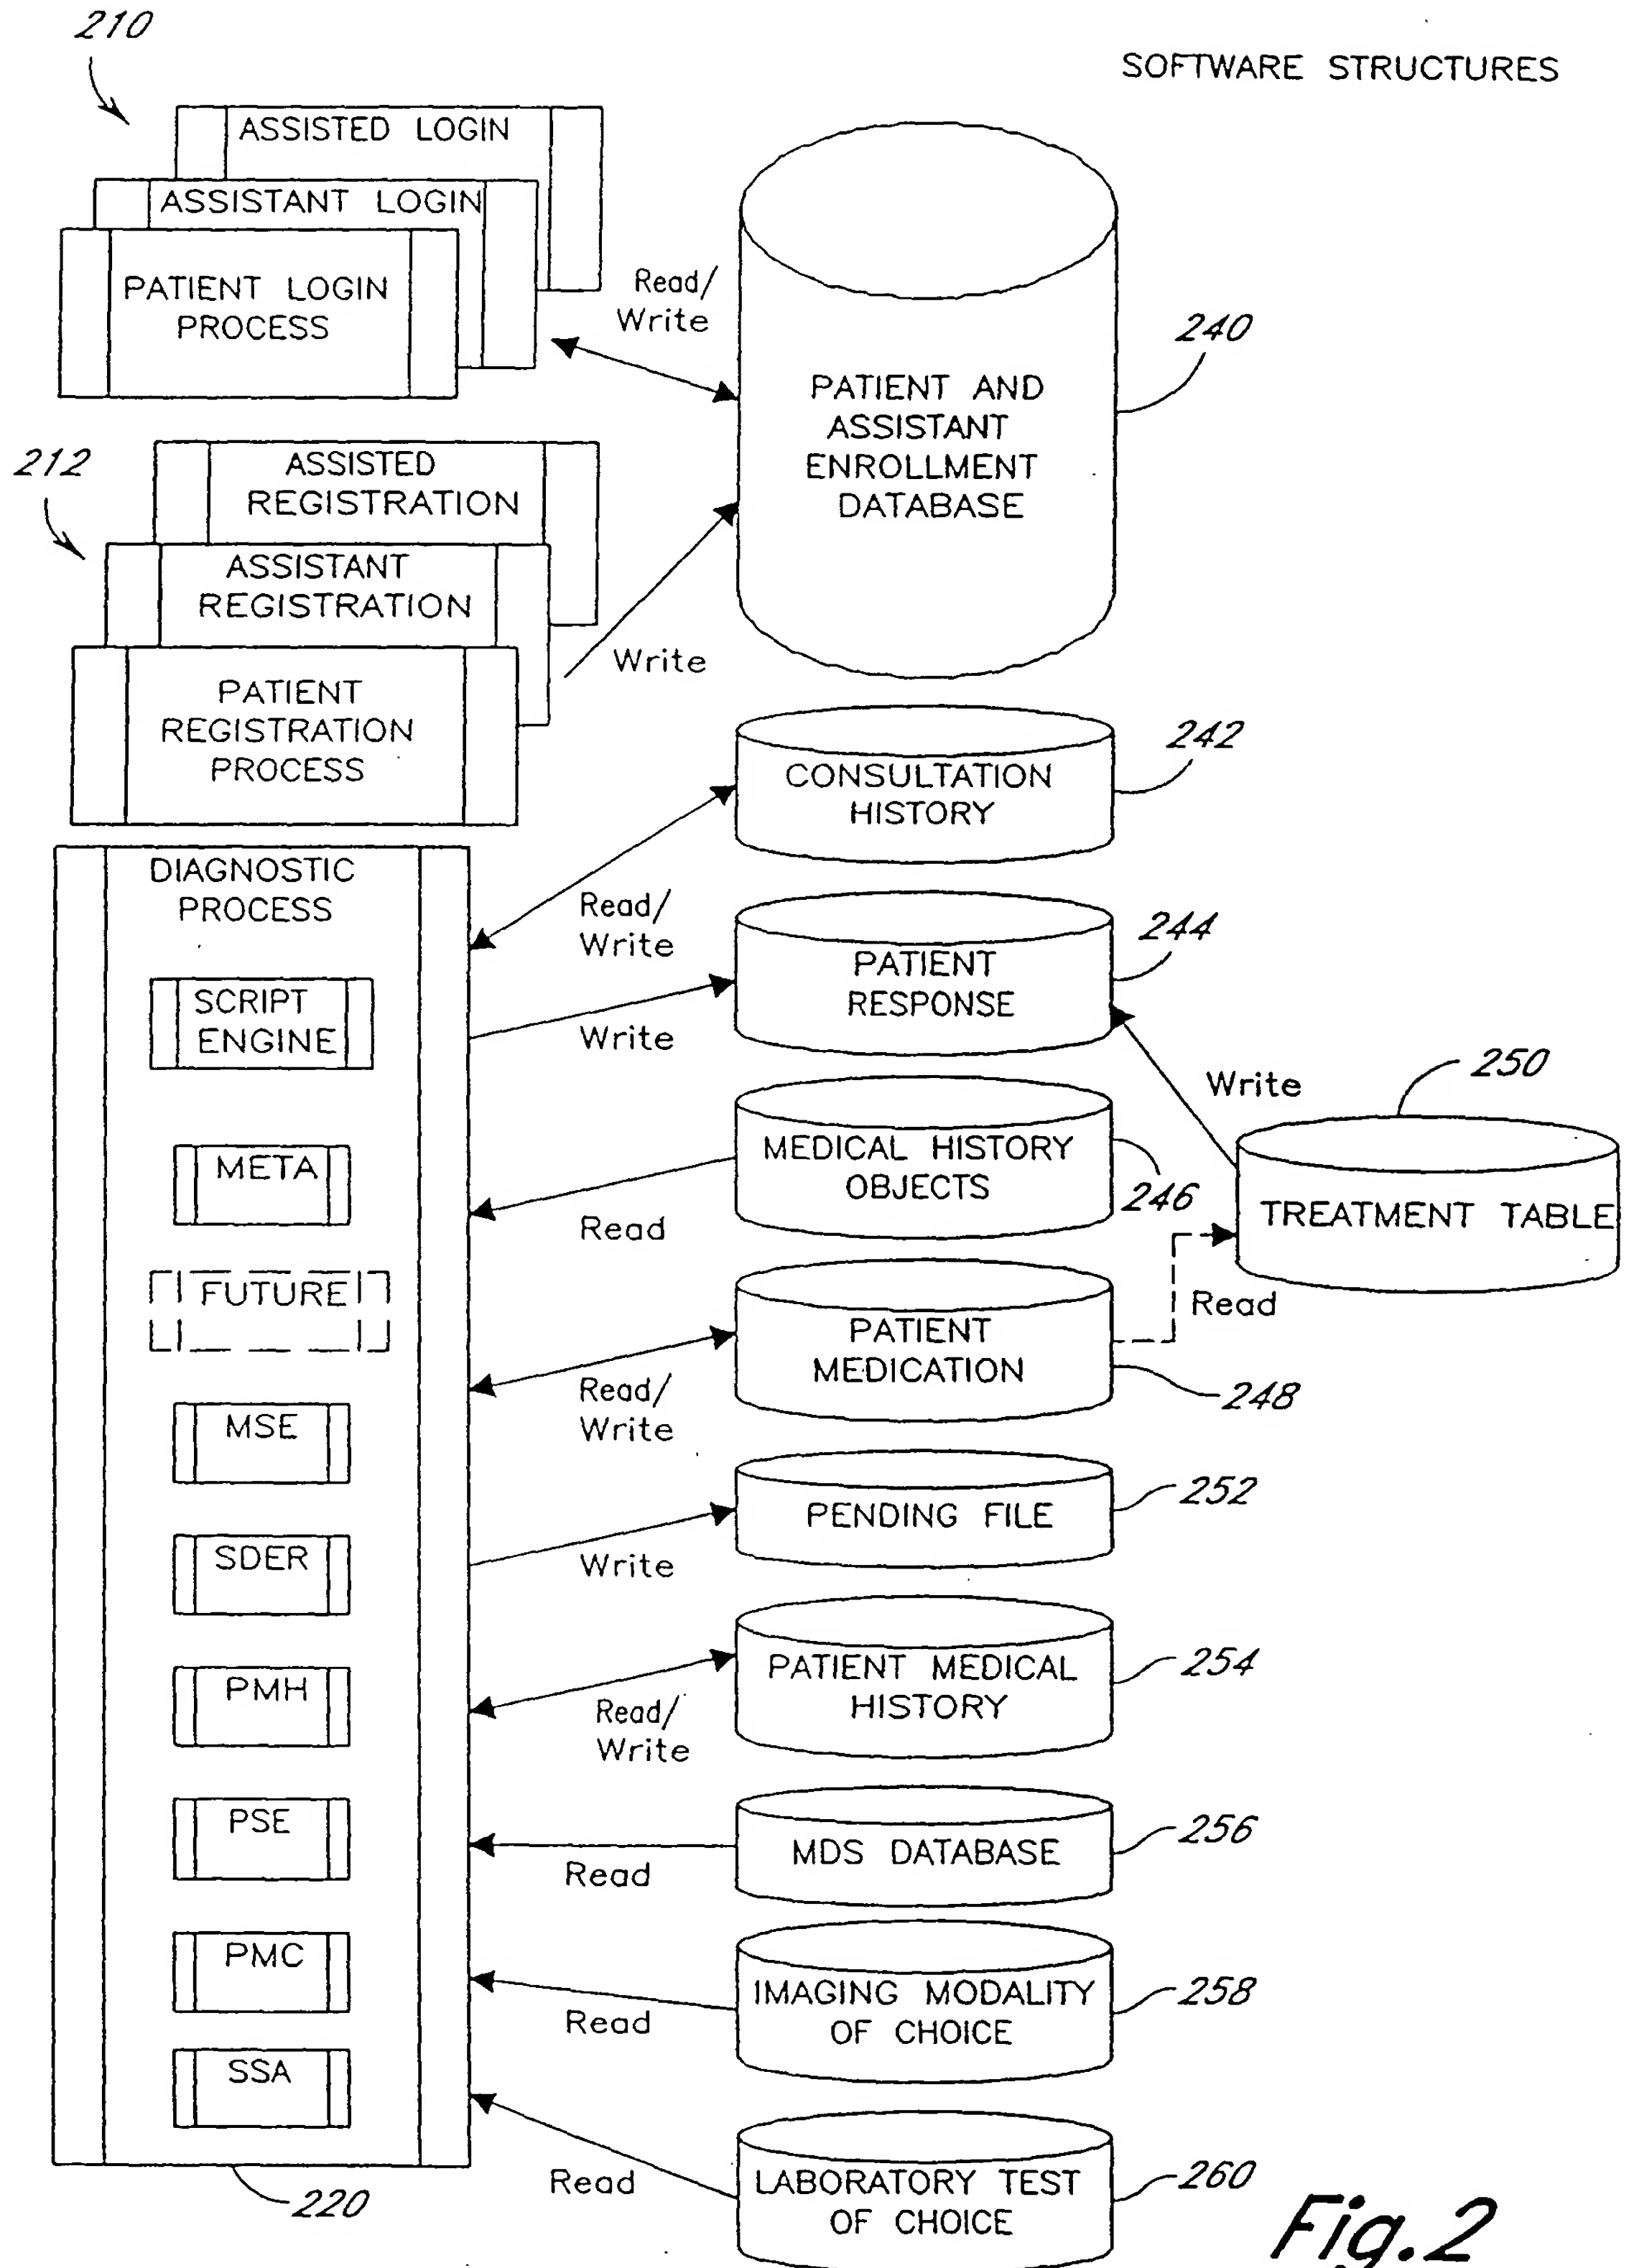 210
SOFTWARE STRUCTURES
ASSISTED LOGIN
ASSISTANT LOGIN
PATIENT LOGIN
PROCESS
Read/
Write
240
PATIENT AND
ASSISTANT
ENROLLMENT
DATABASE
212
ASSISTED
REGISTRATION
ASSISTANT
REGISTRATION
PATIENT
REGISTRATION
PROCESS
Write
242
CONSULTATION
HISTORY
DIAGNOSTIC
PROCESS
Read/
Write
244
PATIENT
RESPONSE
SCRIPT
ENGINE
Write
250
Write
TREATMENT TABLE
MEDICAL HISTORY
OBJECTS
246
META
Read
Read
FUTURE
PATIENT
MEDICATION
248
Read/
Write
MSE
252
PENDING FILE
SDER
Write
254
PATIENT MEDICAL
HISTORY
PMH
Read/
Write
256
MDS DATABASE
PSE
Read
258
IMAGING MODALITY
OF CHOICE
PMC
Read
SSA
260
LABORATORY TEST
OF CHOICE
Read
220
Fig.2